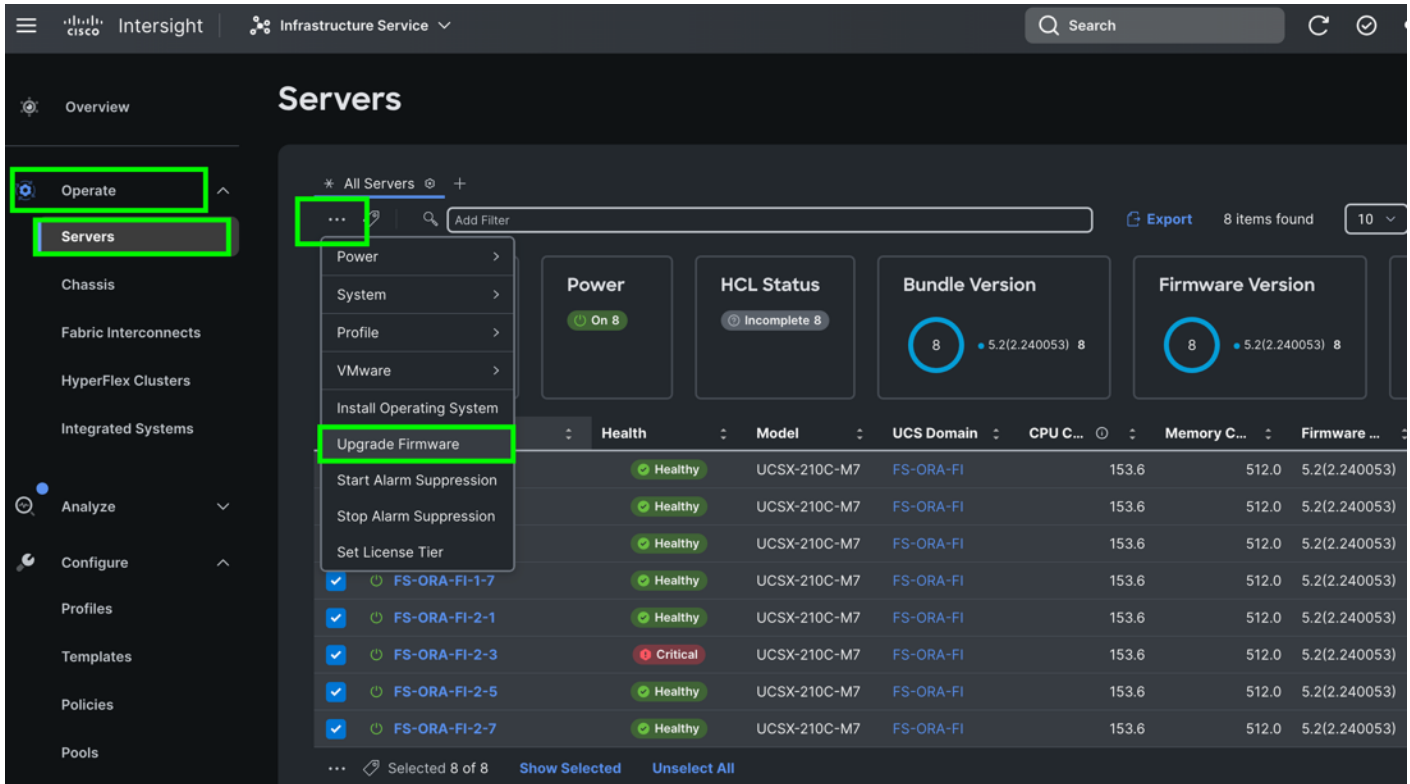 cisco Intersight Infrastructure Service Search
Overview
Servers
Operate
Servers
Chassis
Fabric Interconnects
HyperFlex Clusters
Integrated Systems
Analyze
Configure
Profiles
Templates
Policies
Pools
All Servers
Add Filter Export 8 items found 10
Power
System
Profile
VMware
Install Operating System
Upgrade Firmware
Start Alarm Suppression
Stop Alarm Suppression
Set License Tier
Power
On 8
HCL Status
Incomplete 8
Bundle Version
8 5.2(2.240053) 8
Firmware Version
8 5.2(2.240053) 8
Health Model UCS Domain CPU C... Memory C... Firmware ...
Healthy UCSX-210C-M7 FS-ORA-FI 153.6 512.0 5.2(2.240053)
Healthy UCSX-210C-M7 FS-ORA-FI 153.6 512.0 5.2(2.240053)
Healthy UCSX-210C-M7 FS-ORA-FI 153.6 512.0 5.2(2.240053)
FS-ORA-FI-1-7 Healthy UCSX-210C-M7 FS-ORA-FI 153.6 512.0 5.2(2.240053)
FS-ORA-FI-2-1 Healthy UCSX-210C-M7 FS-ORA-FI 153.6 512.0 5.2(2.240053)
FS-ORA-FI-2-3 Critical UCSX-210C-M7 FS-ORA-FI 153.6 512.0 5.2(2.240053)
FS-ORA-FI-2-5 Healthy UCSX-210C-M7 FS-ORA-FI 153.6 512.0 5.2(2.240053)
FS-ORA-FI-2-7 Healthy UCSX-210C-M7 FS-ORA-FI 153.6 512.0 5.2(2.240053)
... Selected 8 of 8 Show Selected Unselect All